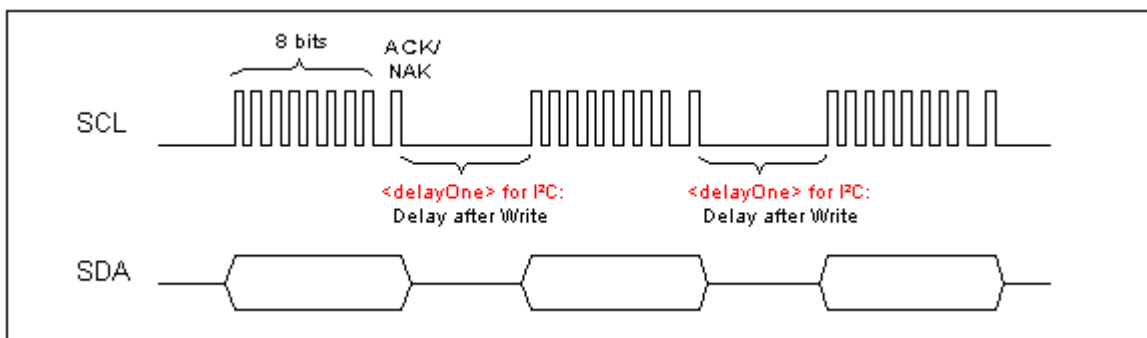 8 bits
ACK/
NAK
SCL
<delayOne> for I²C:
Delay after Write
<delayOne> for I²C:
Delay after Write
SDA